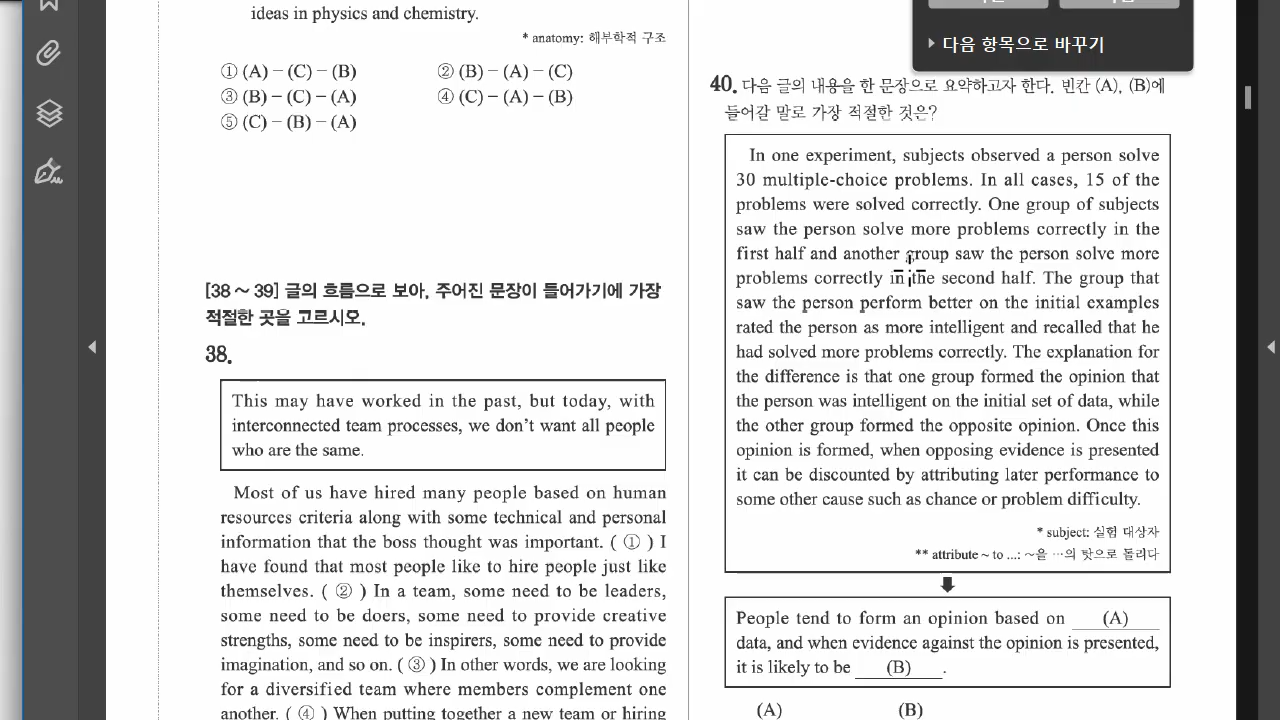 ideas in physics and chemistry.
* anatomy: 해부학적 구조
① (A) − (C) − (B)
② (B) − (A) − (C)
③ (B) − (C) − (A)
④ (C) − (A) − (B)
⑤ (C) − (B) − (A)
[38 ~ 39] 글의 흐름으로 보아, 주어진 문장이 들어가기에 가장
적절한 곳을 고르시오.
38.
This may have worked in the past, but today, with
interconnected team processes, we don't want all people
who are the same.
Most of us have hired many people based on human
resources criteria along with some technical and personal
information that the boss thought was important. ( ① ) I
have found that most people like to hire people just like
themselves. ( ② ) In a team, some need to be leaders,
some need to be doers, some need to provide creative
strengths, some need to be inspirers, some need to provide
imagination, and so on. ( ③ ) In other words, we are looking
for a diversified team where members complement one
another. ( ④ ) When putting together a new team or hiring
다음 항목으로 바꾸기
40. 다음 글의 내용을 한 문장으로 요약하고자 한다. 빈칸 (A), (B)에
들어갈 말로 가장 적절한 것은?
In one experiment, subjects observed a person solve
30 multiple-choice problems. In all cases, 15 of the
problems were solved correctly. One group of subjects
saw the person solve more problems correctly in the
first half and another group saw the person solve more
problems correctly in the second half. The group that
saw the person perform better on the initial examples
rated the person as more intelligent and recalled that he
had solved more problems correctly. The explanation for
the difference is that one group formed the opinion that
the person was intelligent on the initial set of data, while
the other group formed the opposite opinion. Once this
opinion is formed, when opposing evidence is presented
it can be discounted by attributing later performance to
some other cause such as chance or problem difficulty.
* subject: 실험 대상자
** attribute ~ to ...: ~을 …의 탓으로 돌리다
People tend to form an opinion based on (A)
data, and when evidence against the opinion is presented,
it is likely to be (B) .
(A) (B)